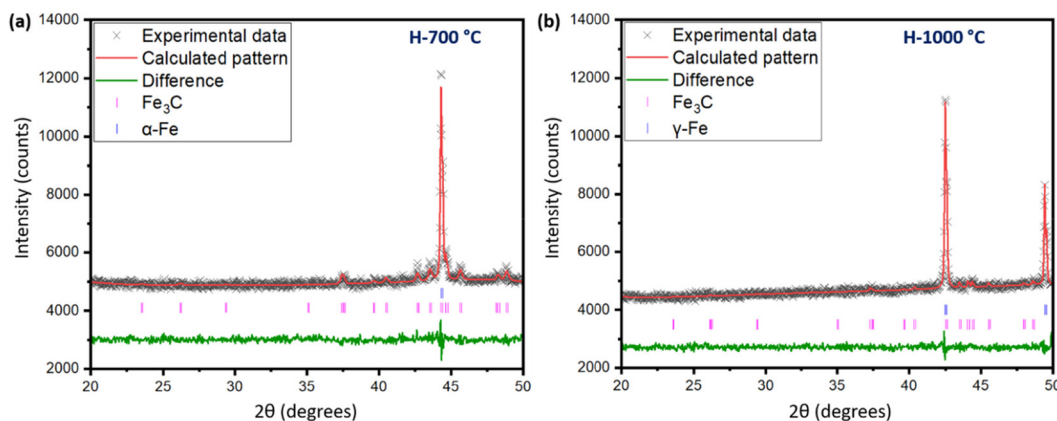 (a)
14000
12000
10000
8000
6000
4000
2000
Intensity (counts)
Experimental data
Calculated pattern
Difference
Fe₃C
α-Fe
H-700 °C
20 25 30 35 40 45 50
2θ (degrees)
(b)
14000
12000
10000
8000
6000
4000
2000
Intensity (counts)
Experimental data
Calculated pattern
Difference
Fe₃C
γ-Fe
H-1000 °C
20 25 30 35 40 45 50
2θ (degrees)